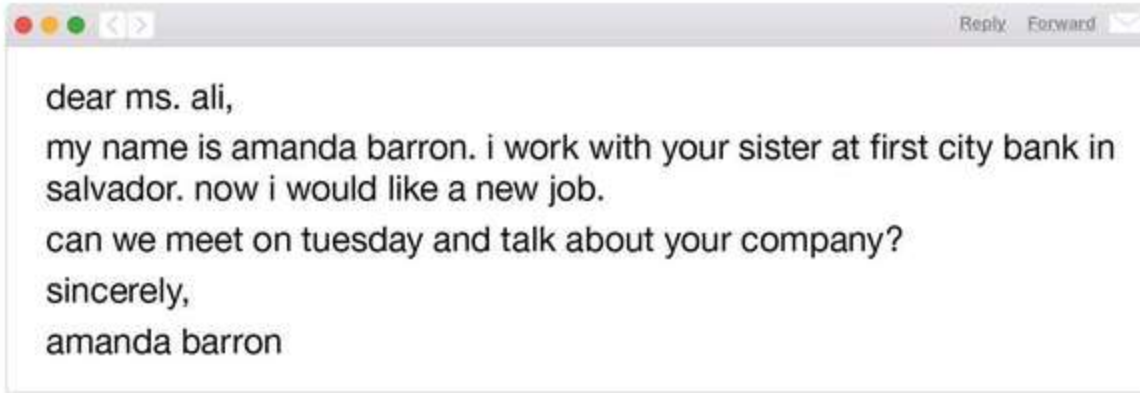 Reply Forward
dear ms. ali,
my name is amanda barron. i work with your sister at first city bank in
salvador. now i would like a new job.
can we meet on tuesday and talk about your company?
sincerely,
amanda barron